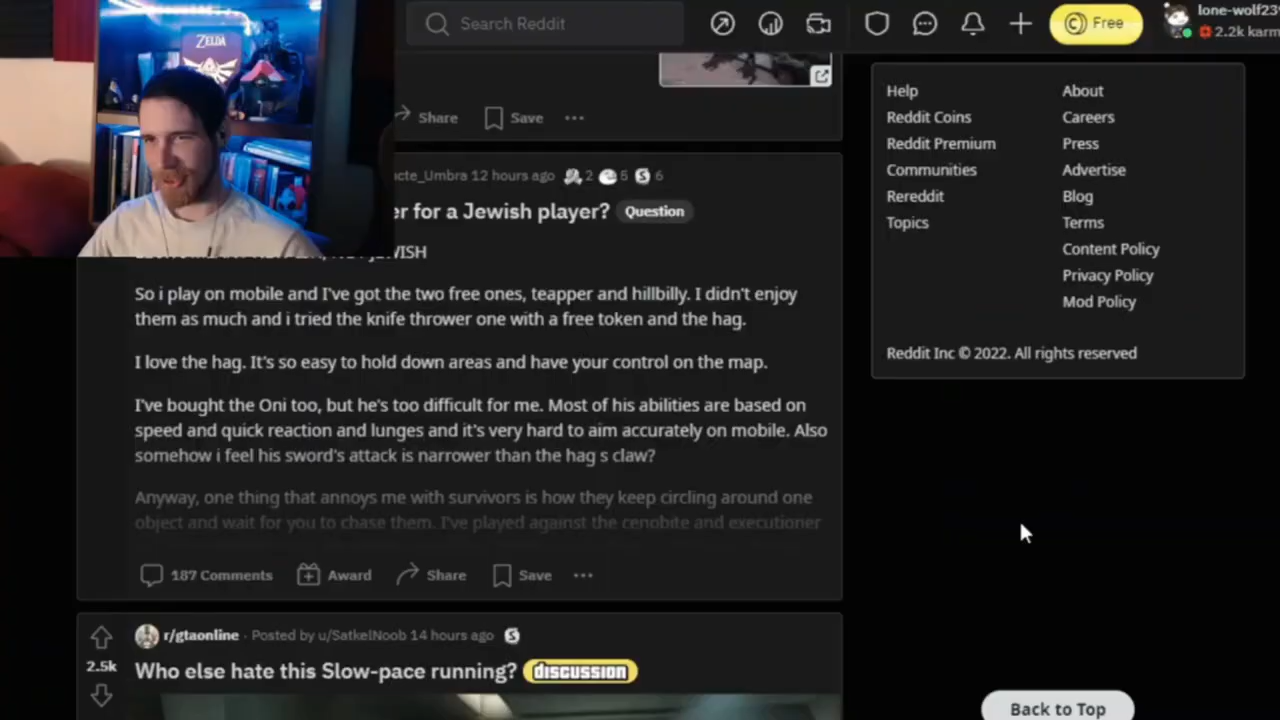 ZELDA
Search Reddit
Free
lone-wolf239
2.2k karm
Share
Save
Help
About
Reddit Coins
Careers
Reddit Premium
Press
Communities
Advertise
Rereddit
Blog
Topics
Terms
Content Policy
Privacy Policy
Mod Policy
Reddit Inc © 2022. All rights reserved
cte_Umbra 12 hours ago 2 5 S 6
er for a Jewish player? Question
JEWISH
So i play on mobile and I've got the two free ones, teapper and hillbilly. I didn't enjoy
them as much and i tried the knife thrower one with a free token and the hag.
I love the hag. It's so easy to hold down areas and have your control on the map.
I've bought the Oni too, but he's too difficult for me. Most of his abilities are based on
speed and quick reaction and lunges and it's very hard to aim accurately on mobile. Also
somehow i feel his sword's attack is narrower than the hag s claw?
Anyway, one thing that annoys me with survivors is how they keep circling around one
object and wait for you to chase them. I've played against the cenobite and executioner
187 Comments Award Share Save
r/gtaonline · Posted by u/SatkelNoob 14 hours ago S
2.5k
Who else hate this Slow-pace running? discussion
Back to Top